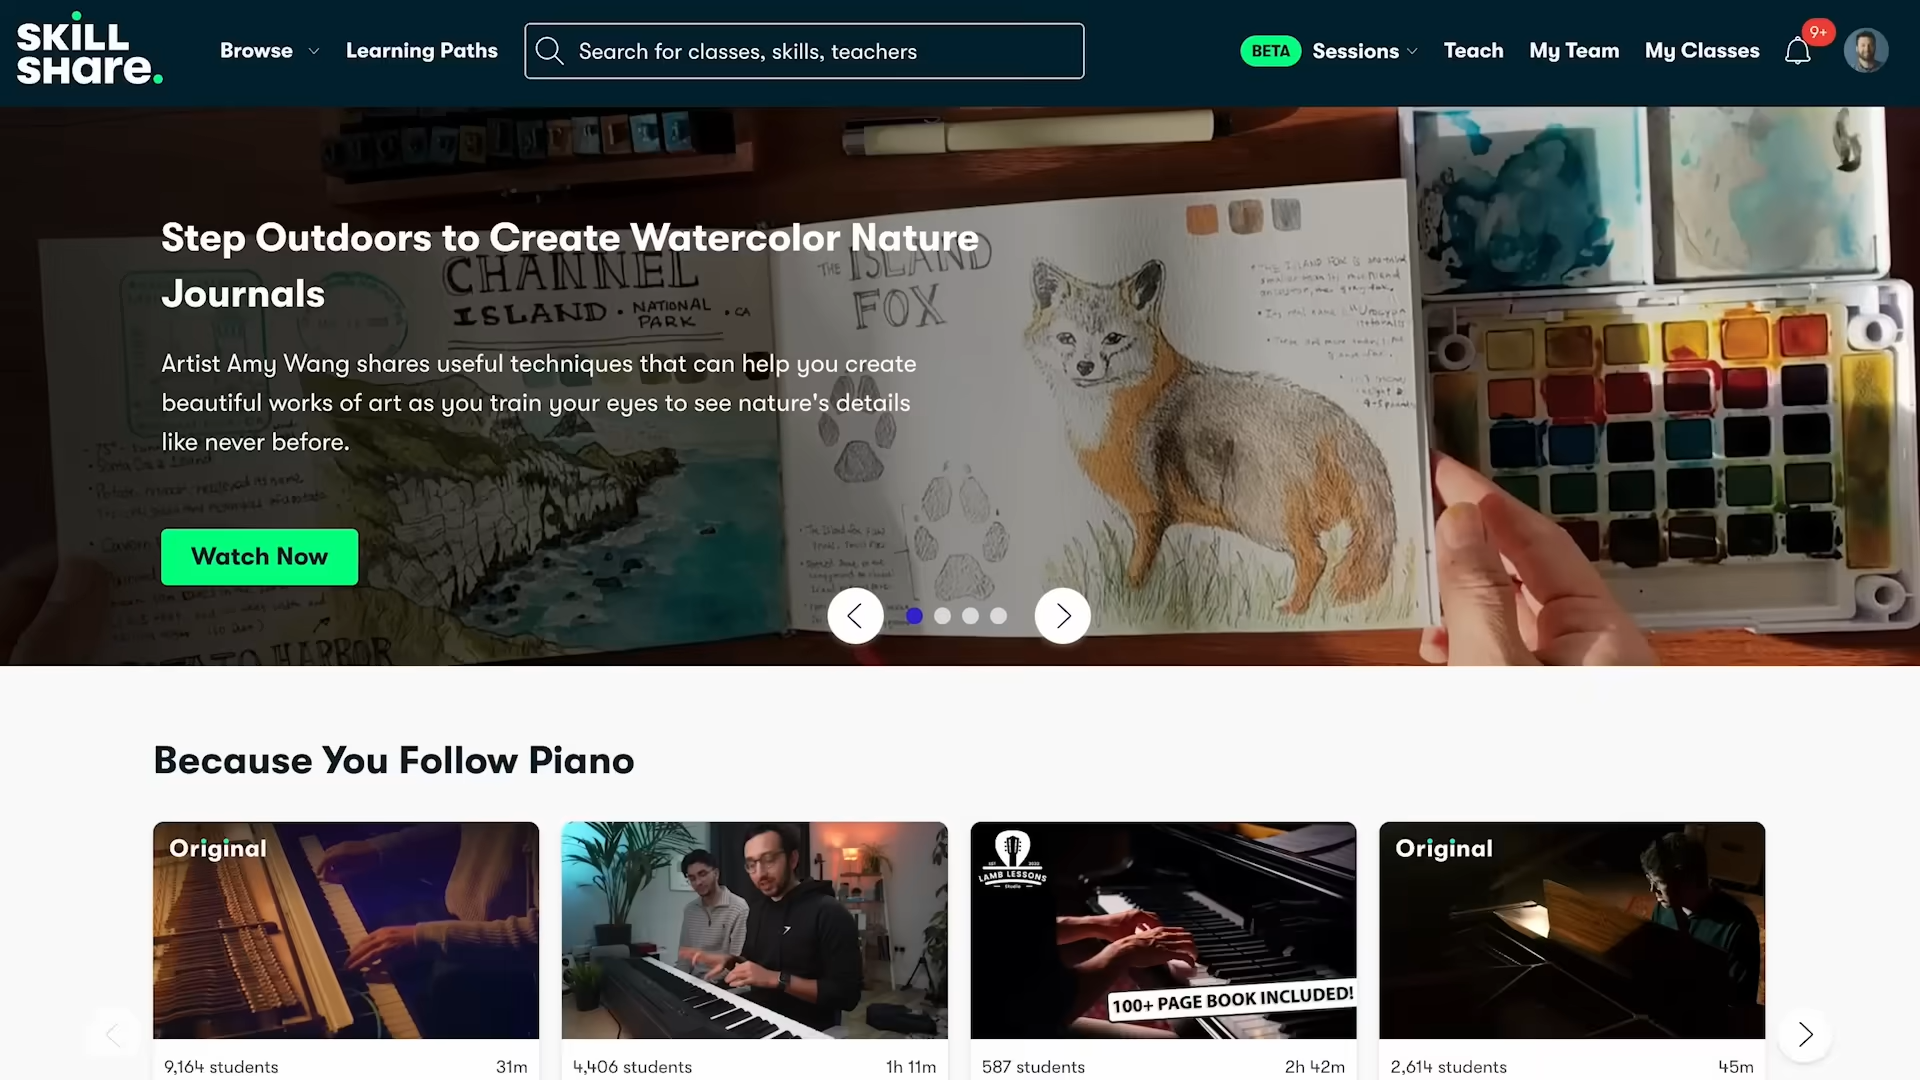 SKILL
SHare.
Browse
Learning Paths
Search for classes, skills, teachers
BETA
Sessions
Teach
My Team
My Classes
9+
Step Outdoors to Create Watercolor Nature
Journals
Artist Amy Wang shares useful techniques that can help you create
beautiful works of art as you train your eyes to see nature's details
like never before.
Watch Now
CHANNEL
ISLAND · NATIONAL
PARK · CA
THE ISLAND
FOX
HARBOR
Because You Follow Piano
Original
LAMB LESSONS
Studio
100+ PAGE BOOK INCLUDED!
Original
9,164 students
31m
4,406 students
1h 11m
587 students
2h 42m
2,614 students
45m